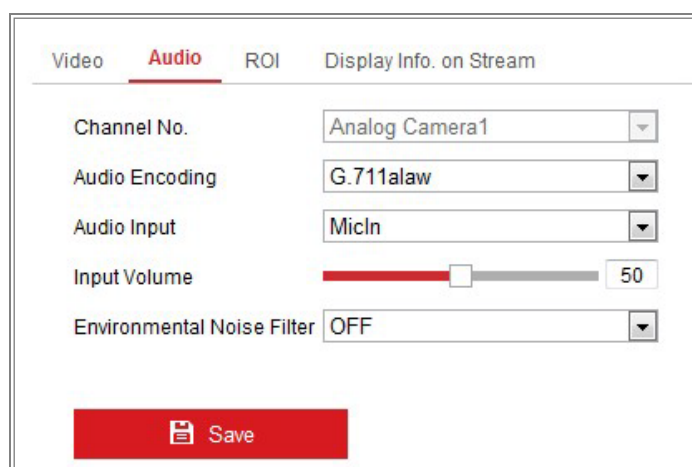 Video Audio ROI Display Info. on Stream
Channel No. Analog Camera1
Audio Encoding G.711alaw
Audio Input MicIn
Input Volume 50
Environmental Noise Filter OFF
Save